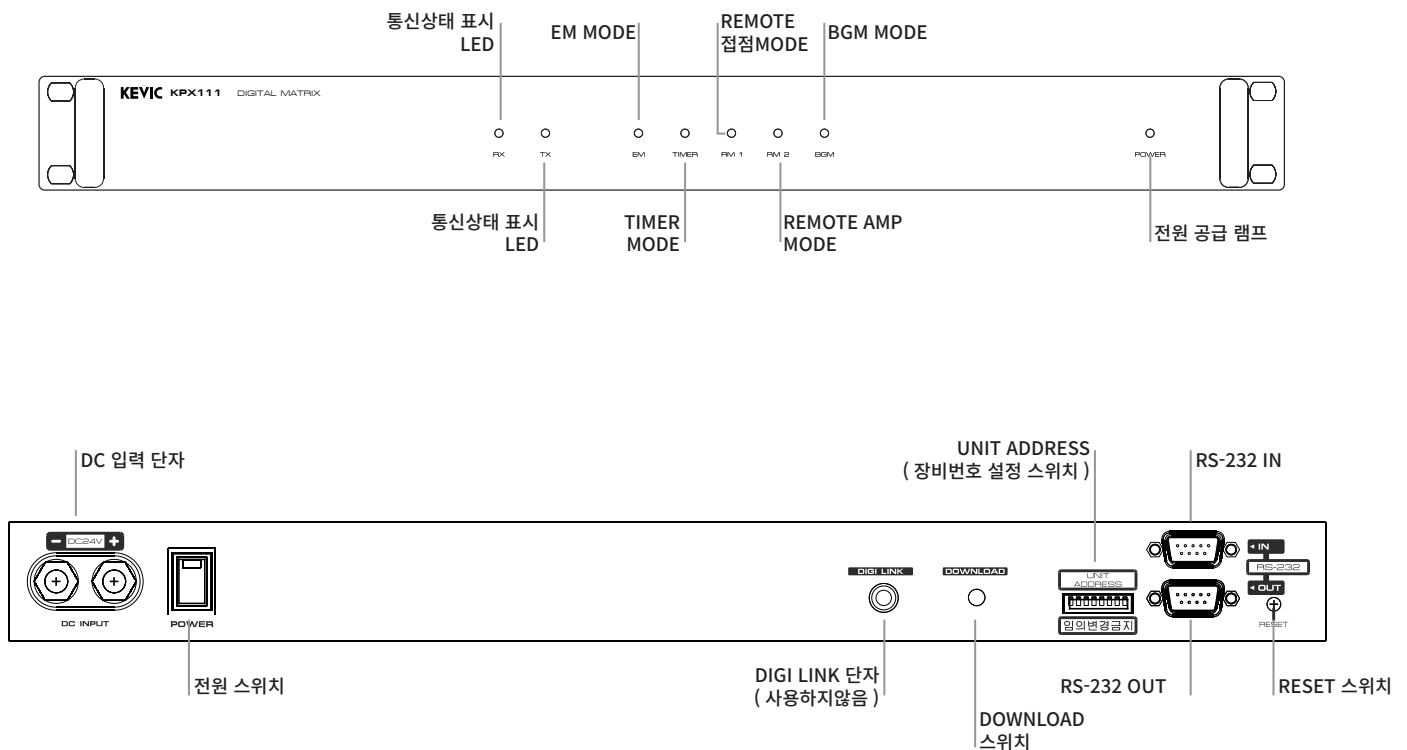 통신상태 표시
LED
EM MODE
REMOTE
접점MODE
BGM MODE
KEVIC KPX111 DIGITAL MATRIX
RX
TX
EM
TIMER
RM 1
RM 2
BGM
POWER
통신상태 표시
LED
TIMER
MODE
REMOTE AMP
MODE
전원 공급 램프
DC 입력 단자
UNIT ADDRESS
( 장비번호 설정 스위치 )
RS-232 IN
- DC24V +
DC INPUT
POWER
DIGI LINK
DOWNLOAD
UNIT
ADDRESS
임의변경금지
IN
RS-232
OUT
RESET
전원 스위치
DIGI LINK 단자
( 사용하지않음 )
DOWNLOAD
스위치
RS-232 OUT
RESET 스위치